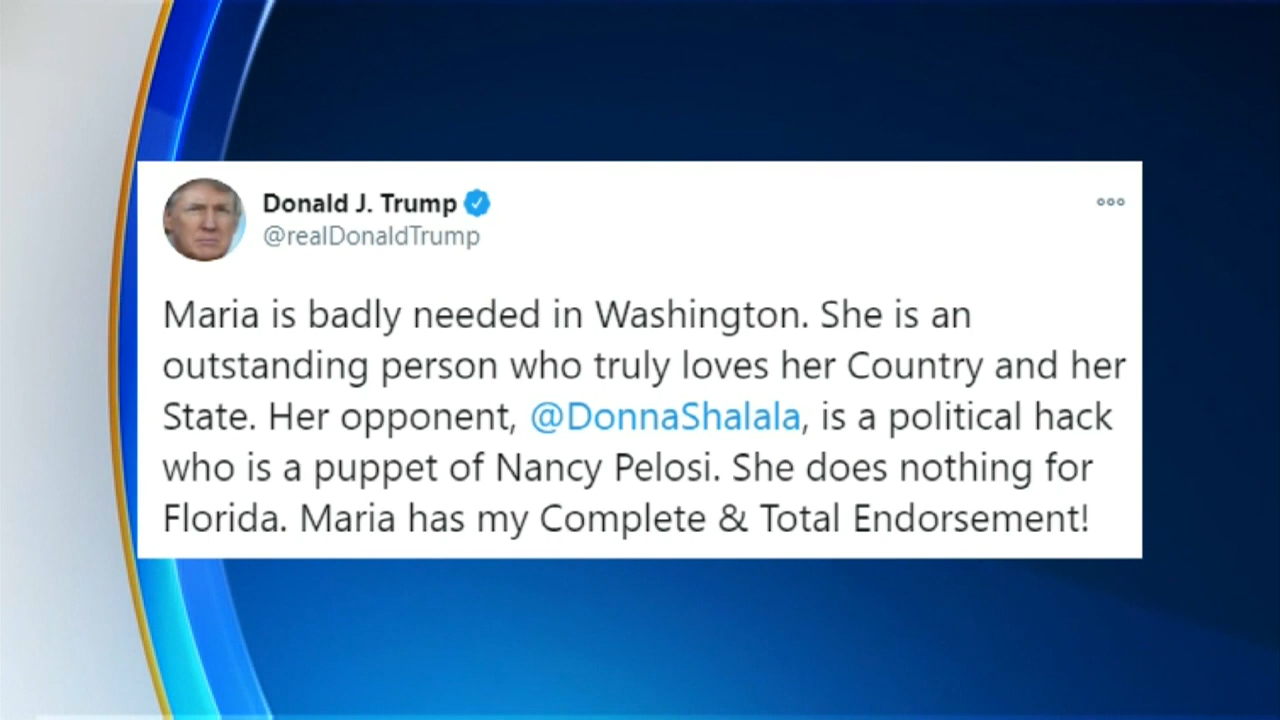 Donald J. Trump
@realDonaldTrump
Maria is badly needed in Washington. She is an
outstanding person who truly loves her Country and her
State. Her opponent, @DonnaShalala, is a political hack
who is a puppet of Nancy Pelosi. She does nothing for
Florida. Maria has my Complete & Total Endorsement!